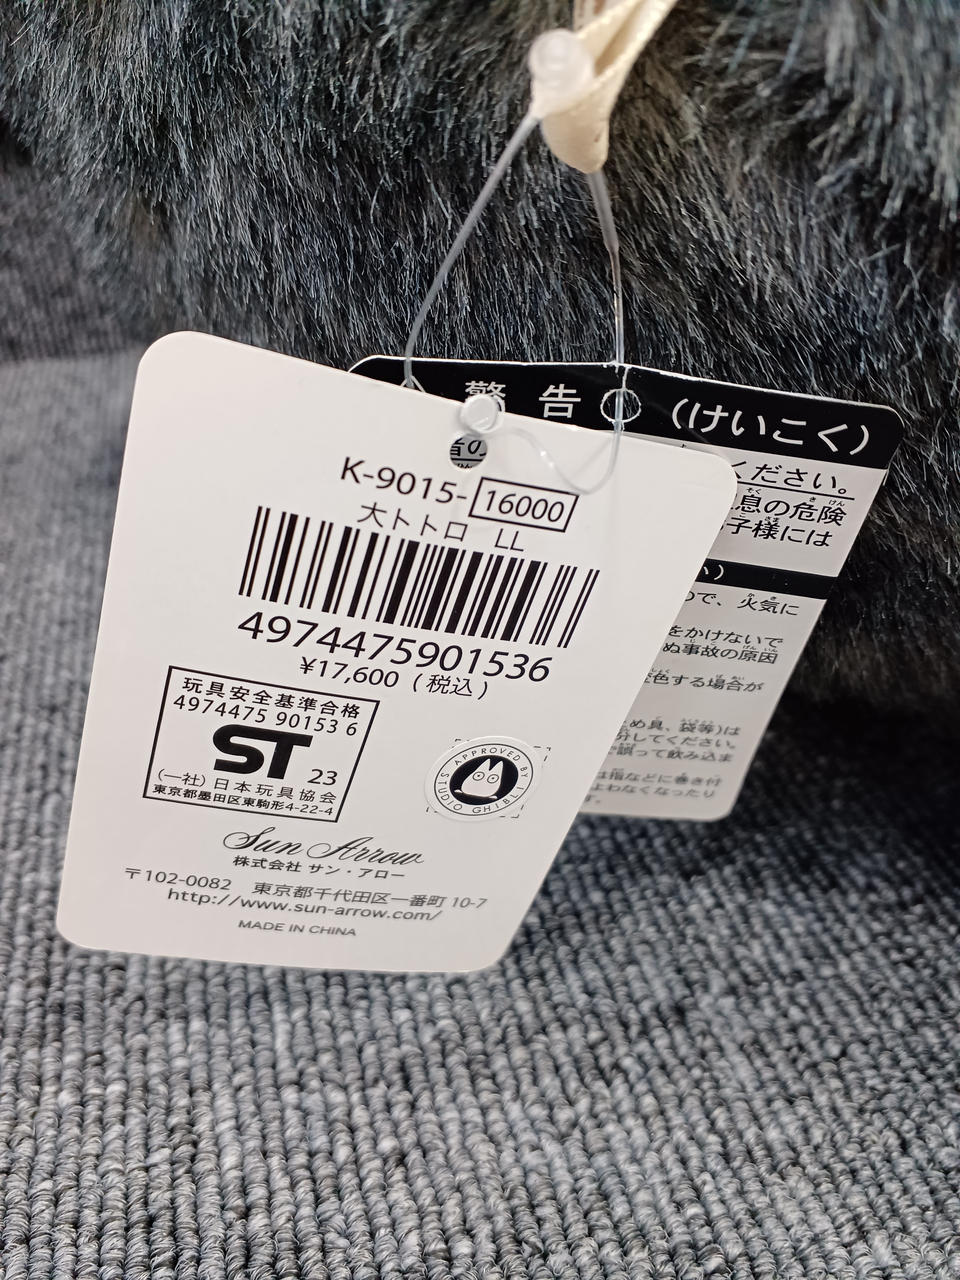 K-9015- 16000
大トトロ LL
4974475901536
¥17,600 (税込)
玩具安全基準合格
4974475 90153 6
ST 23
(一社) 日本玩具協会
東京都墨田区東駒形4-22-4
APPROVED BY
STUDIO GHIBLI
Sun Arrow
株式会社 サン・アロー
〒102-0082 東京都千代田区一番町 10-7
http://www.sun-arrow.com/
MADE IN CHINA
警告 (けいこく)
ください。
息の危険
子様には
い)
ので、火気に
をかけないで
ぬ事故の原因
色する場合が
め具、袋等)は
分してください。
誤って飲み込ま
は指などに巻き付
よわなくなったり
す。